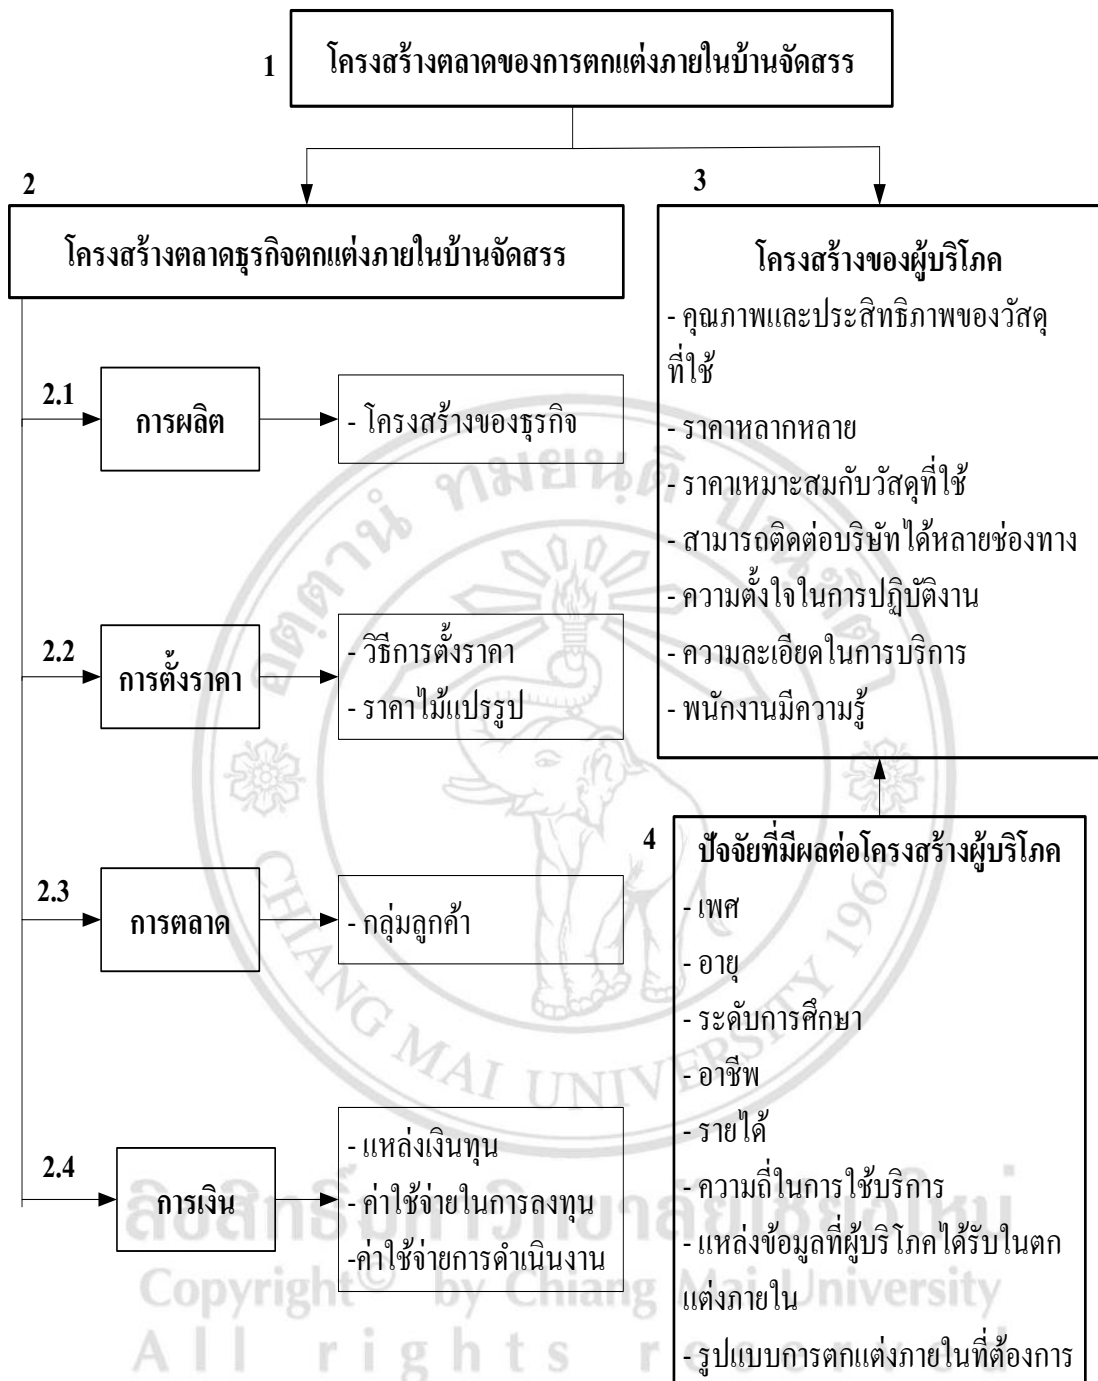 1
โครงสร้างตลาดของการตกแต่งภายในบ้านจัดสรร
2
โครงสร้างตลาดธุรกิจตกแต่งภายในบ้านจัดสรร
2.1
การผลิต
- โครงสร้างของธุรกิจ
2.2
การตั้งราคา
- วิธีการตั้งราคา
- ราคาไม้แปรรูป
2.3
การตลาด
- กลุ่มลูกค้า
2.4
การเงิน
- แหล่งเงินทุน
- ค่าใช้จ่ายในการลงทุน
-ค่าใช้จ่ายการดำเนินงาน
3
โครงสร้างของผู้บริโภค
- คุณภาพและประสิทธิภาพของวัสดุ
ที่ใช้
- ราคาหลากหลาย
- ราคาเหมาะสมกับวัสดุที่ใช้
- สามารถติดต่อบริษัทได้หลายช่องทาง
- ความตั้งใจในการปฏิบัติงาน
- ความละเอียดในการบริการ
- พนักงานมีความรู้
4
ปัจจัยที่มีผลต่อโครงสร้างผู้บริโภค
- เพศ
- อายุ
- ระดับการศึกษา
- อาชีพ
- รายได้
- ความถี่ในการใช้บริการ
- แหล่งข้อมูลที่ผู้บริโภคได้รับในตก
แต่งภายใน
- รูปแบบการตกแต่งภายในที่ต้องการ
อตฺตานํ ทมยนฺติ ปณฺฑิตา
CHIANG MAI UNIVERSITY 1964
ลิขสิทธิ์มหาวิทยาลัยเชียงใหม่
Copyright© by Chiang Mai University
All rights reserved